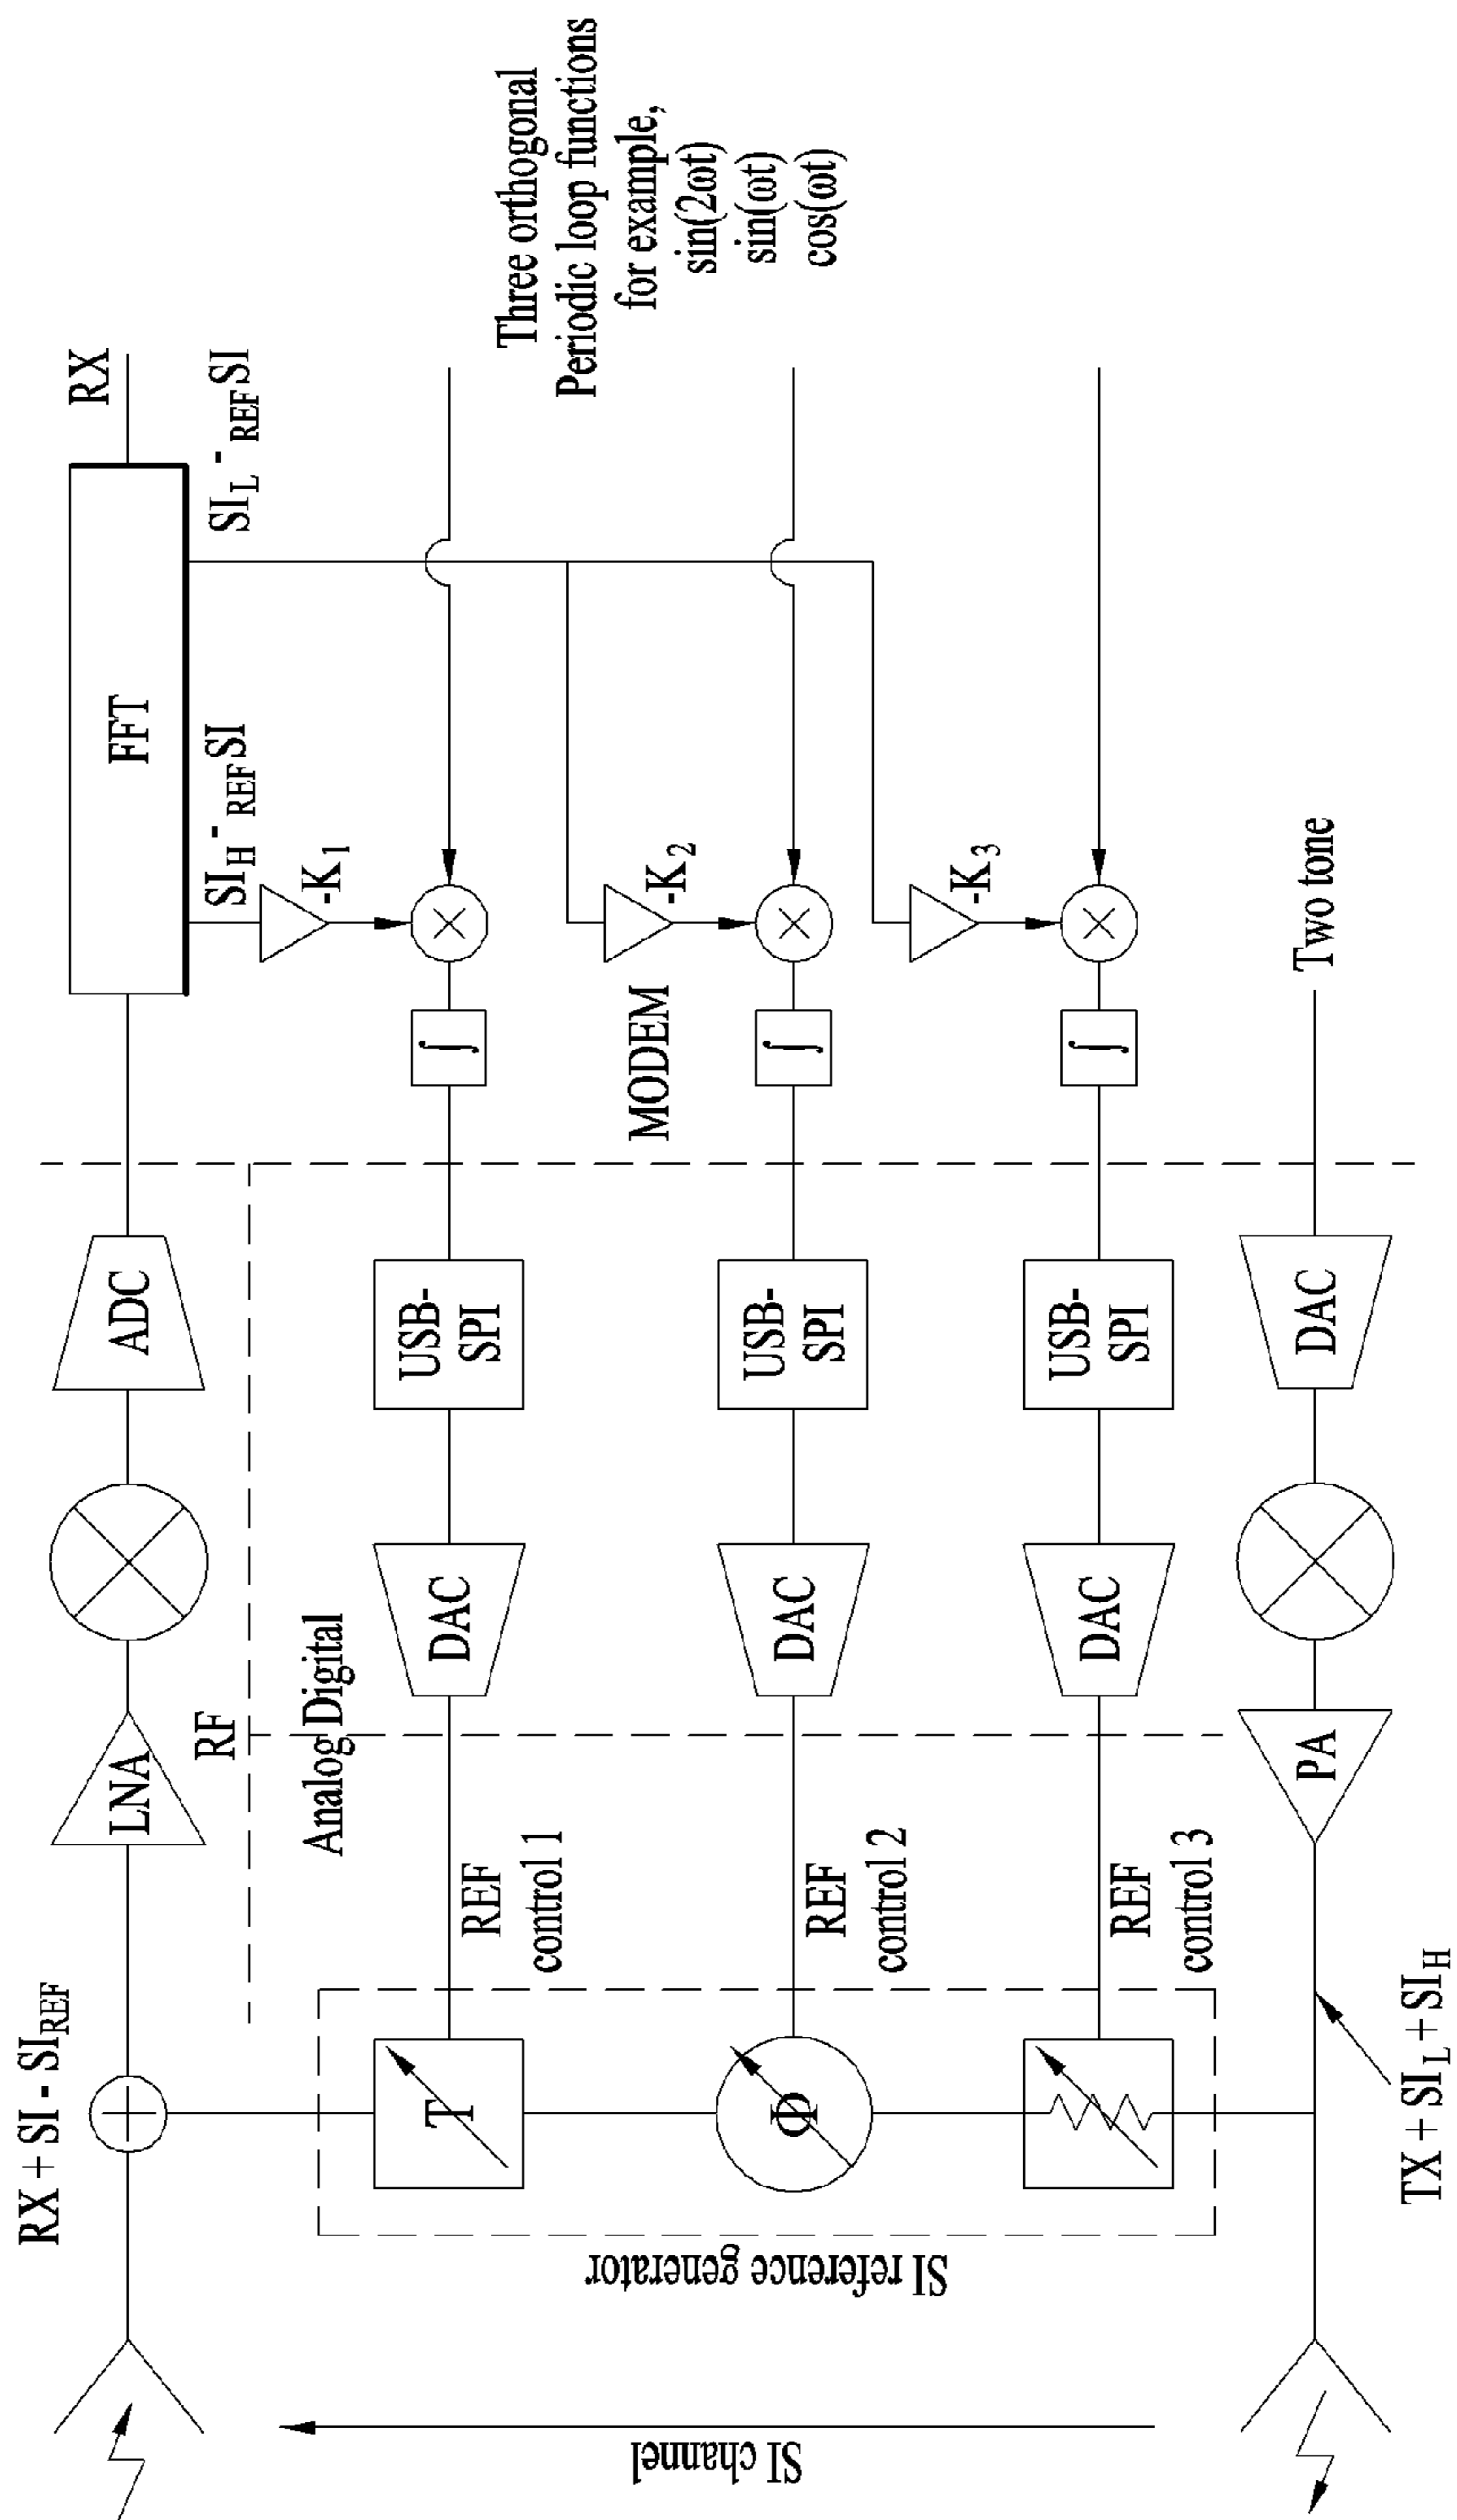 RX + SI - SIREF
LNA
ADC
FFT
RX
RF
SIH - REFSI
SIL - REFSI
-K1
Analog Digital
REF
control 1
DAC
USB-
SPI
∫
Three orthogonal
Periodic loop functions
for example,
sin(2ωt)
sin(ωt)
cos(ωt)
T
SI reference generator
SI channel
MODEM
-K2
Φ
REF
control 2
DAC
USB-
SPI
∫
-K3
REF
control 3
DAC
USB-
SPI
∫
TX + SIL + SIH
PA
DAC
Two tone